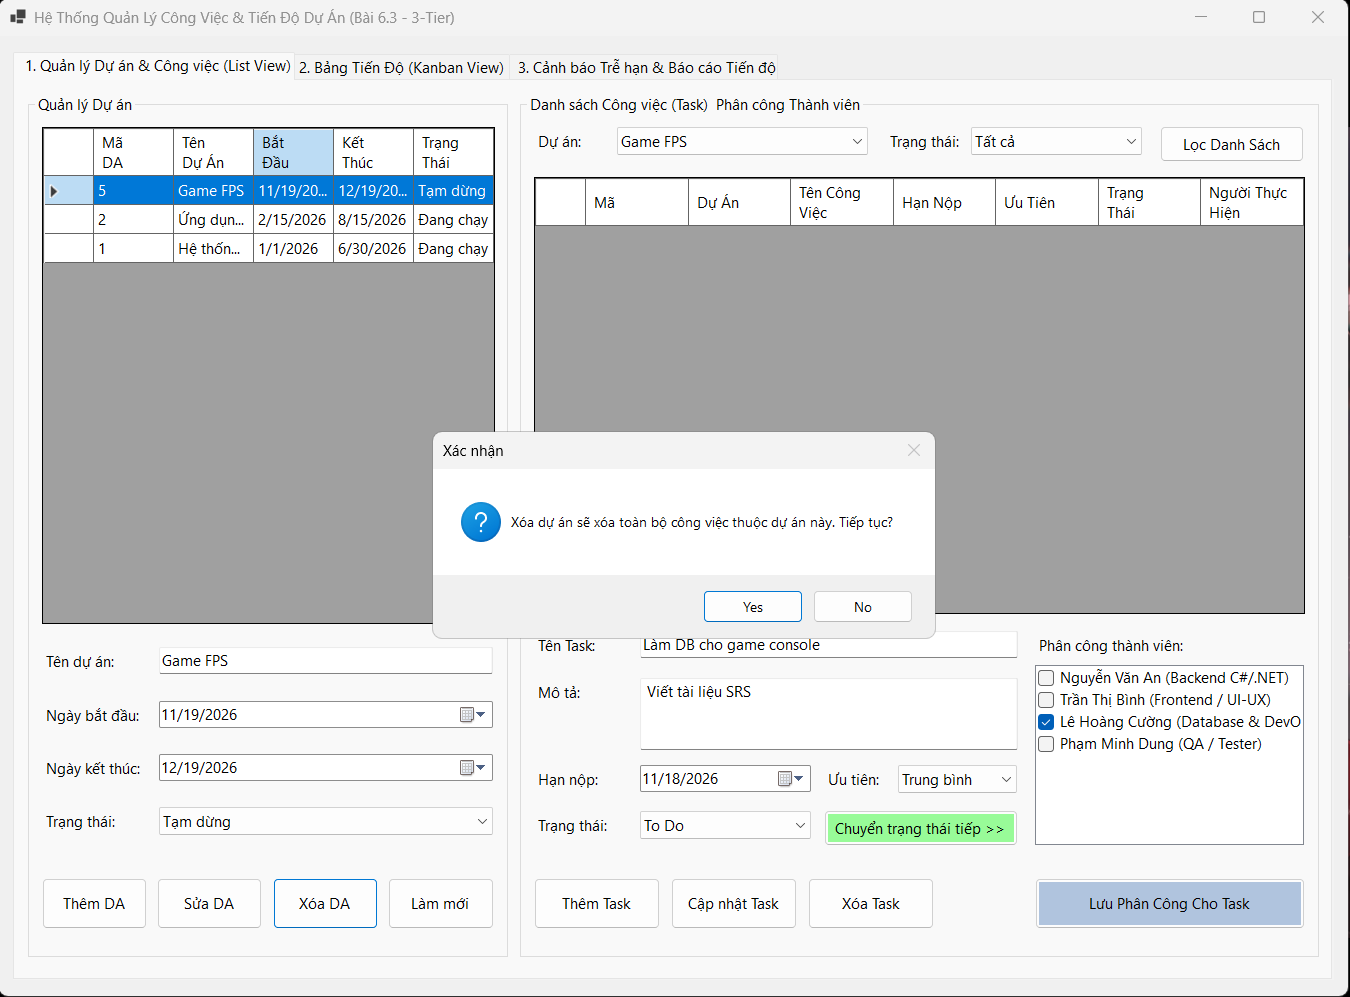 Hệ Thống Quản Lý Công Việc & Tiến Độ Dự Án (Bài 6.3 - 3-Tier)
1. Quản lý Dự án & Công việc (List View)
2. Bảng Tiến Độ (Kanban View)
3. Cảnh báo Trễ hạn & Báo cáo Tiến độ
Quản lý Dự án
Mã DA
Tên Dự Án
Bắt Đầu
Kết Thúc
Trạng Thái
5 Game FPS 11/19/20... 12/19/20... Tạm dừng
2 Ứng dụn... 2/15/2026 8/15/2026 Đang chạy
1 Hệ thốn... 1/1/2026 6/30/2026 Đang chạy
Tên dự án: Game FPS
Ngày bắt đầu: 11/19/2026
Ngày kết thúc: 12/19/2026
Trạng thái: Tạm dừng
Thêm DA
Sửa DA
Xóa DA
Làm mới
Danh sách Công việc (Task) Phân công Thành viên
Dự án: Game FPS
Trạng thái: Tất cả
Lọc Danh Sách
Mã
Dự Án
Tên Công Việc
Hạn Nộp
Ưu Tiên
Trạng Thái
Người Thực Hiện
Xác nhận
Xóa dự án sẽ xóa toàn bộ công việc thuộc dự án này. Tiếp tục?
Yes
No
Tên Task: Làm DB cho game console
Mô tả: Viết tài liệu SRS
Hạn nộp: 11/18/2026
Ưu tiên: Trung bình
Trạng thái: To Do
Chuyển trạng thái tiếp >>
Phân công thành viên:
Nguyễn Văn An (Backend C#/.NET)
Trần Thị Bình (Frontend / UI-UX)
Lê Hoàng Cường (Database & DevO
Phạm Minh Dung (QA / Tester)
Thêm Task
Cập nhật Task
Xóa Task
Lưu Phân Công Cho Task